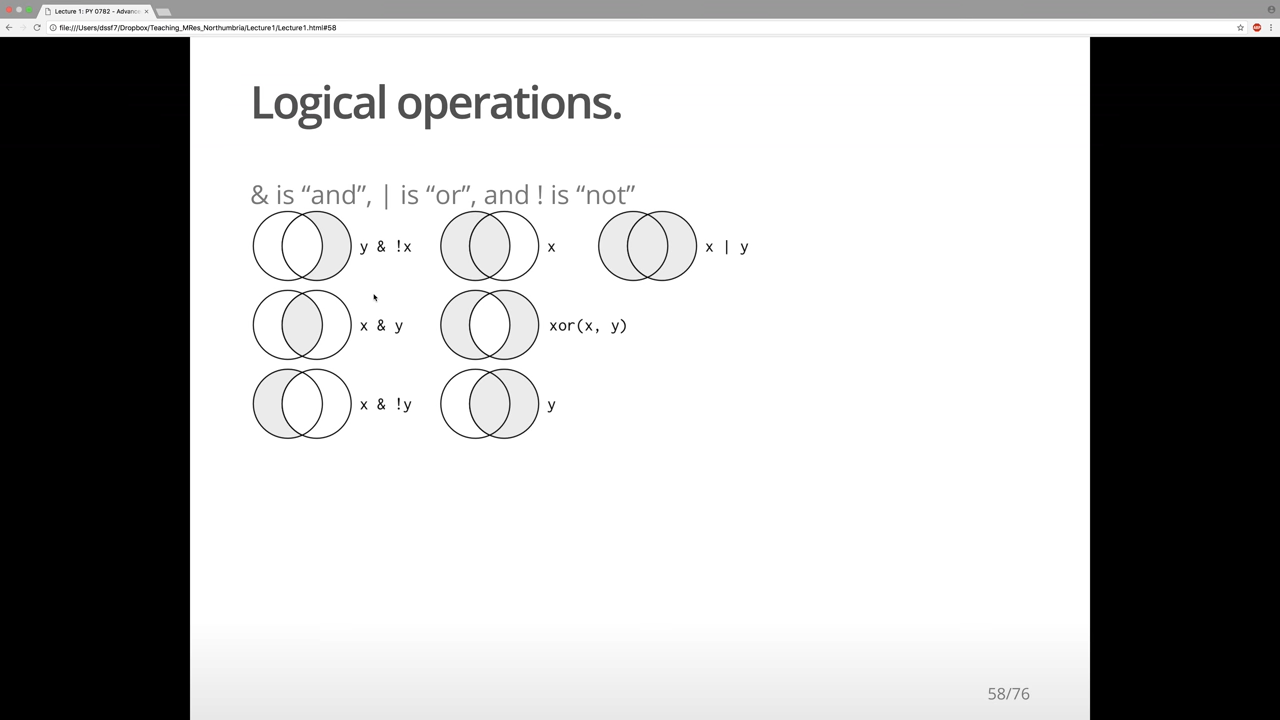 Lecture 1: PY 0782 - Advanc
file:///Users/dssf7/Dropbox/Teaching_MRes_Northumbria/Lecture1/Lecture1.html#58
Logical operations.
& is “and”, | is “or”, and ! is “not”
y & !x x x | y
x & y xor(x, y)
x & !y y
58/76